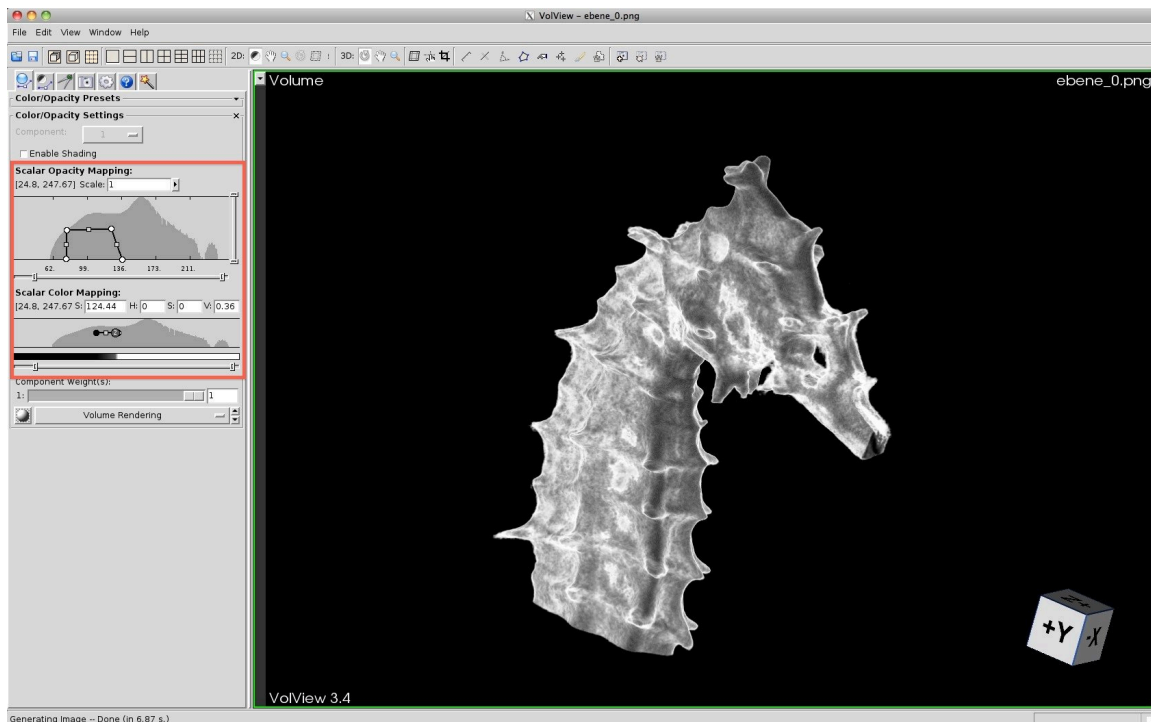 VolView – ebene_0.png
File Edit View Window Help
2D: 3D:
Color/Opacity Presets
Color/Opacity Settings
Component: 1
Enable Shading
Scalar Opacity Mapping:
[24.8, 247.67] Scale: 1
62. 99. 136. 173. 211.
Scalar Color Mapping:
[24.8, 247.67 S: 124.44 H: 0 S: 0 V: 0.36
Component Weight(s):
1: 1
Volume Rendering
Volume
ebene_0.png
Z+
+Y -X
VolView 3.4
Generating Image -- Done (in 6.87 s.)